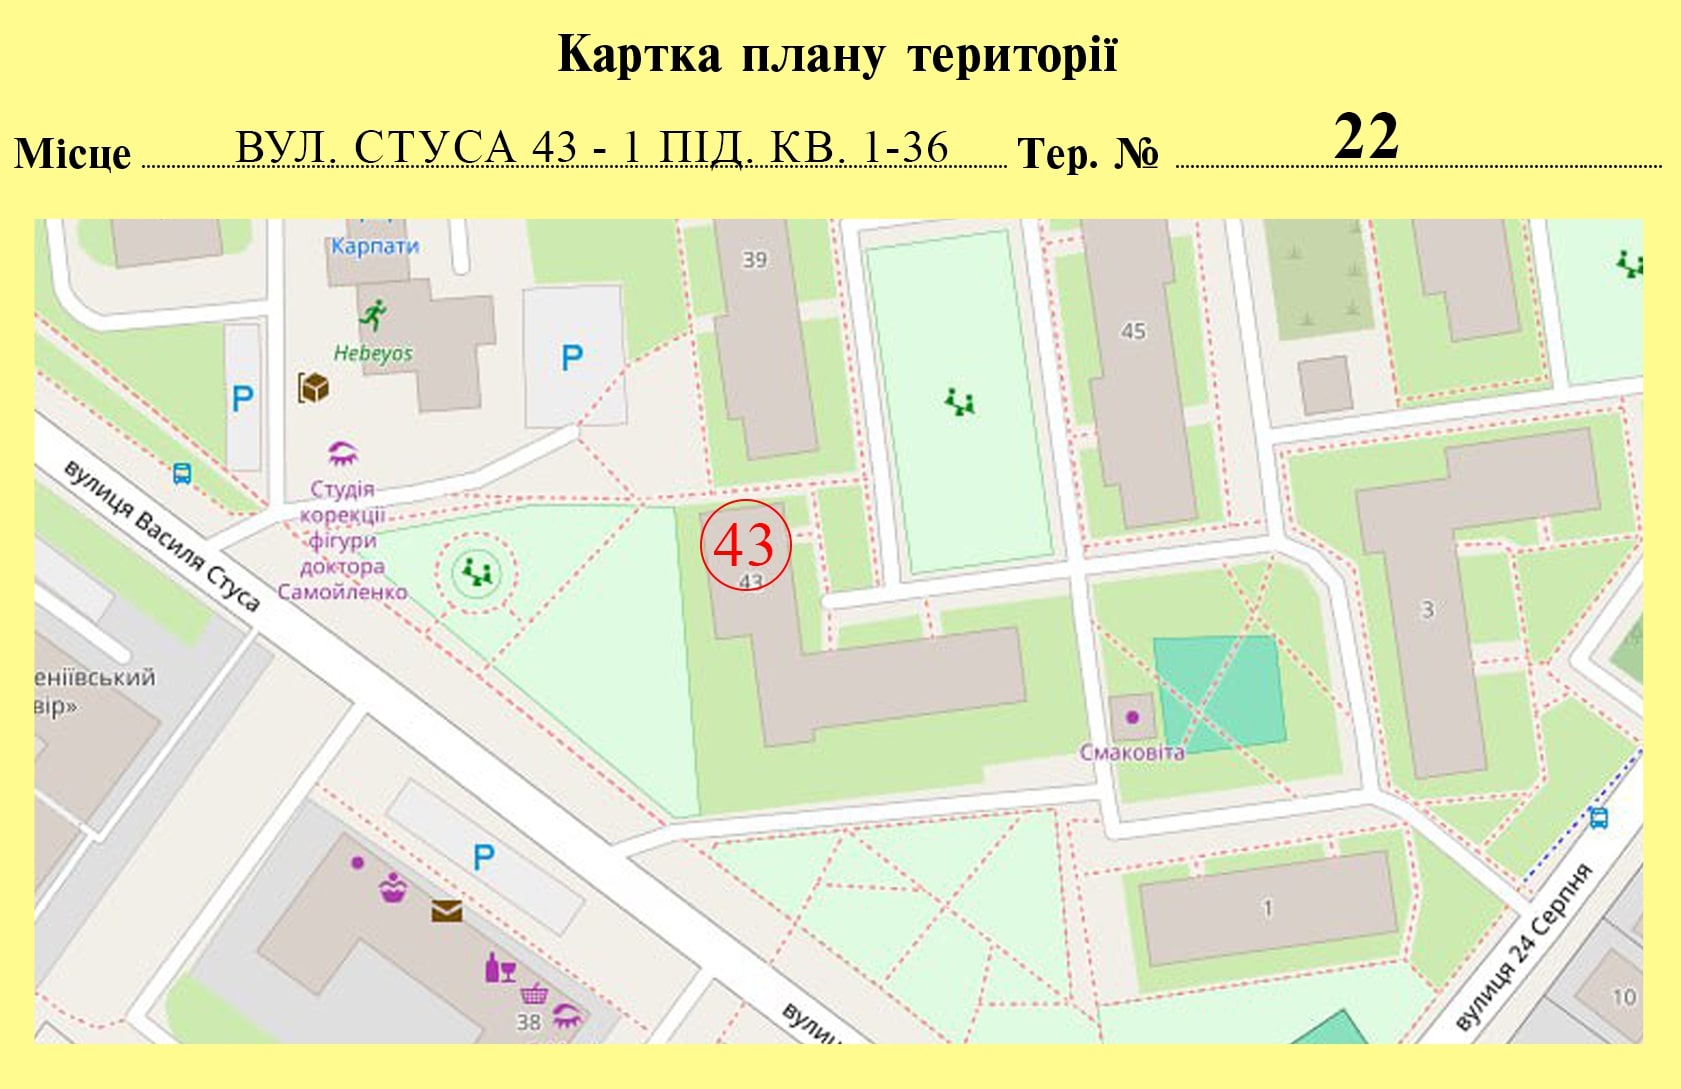 Картка плану території
Місце ВУЛ. СТУСА 43 - 1 ПІД. КВ. 1-36 Тер. № 22
Карпати
39
45
Hebeyos
P
P
вулиця Василя Стуса
Студія
корекції
фігури
доктора
Самойленко
43
43
3
еніївський
вір»
Смаковіта
P
1
38
вулиц
вулиця 24 Серпня
10